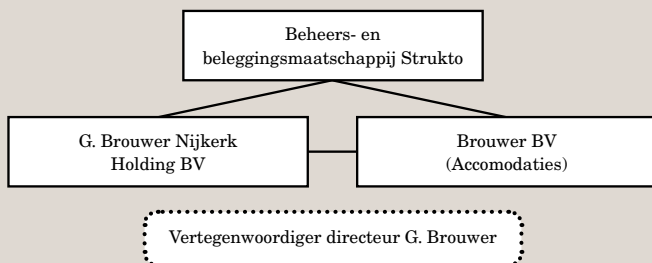 Beheers- en
beleggingsmaatschappij Strukto
G. Brouwer Nijkerk
Holding BV
Brouwer BV
(Accomodaties)
Vertegenwoordiger directeur G. Brouwer